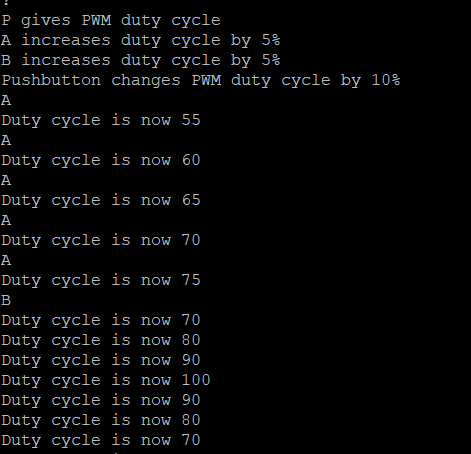 ?
P gives PWM duty cycle
A increases duty cycle by 5%
B increases duty cycle by 5%
Pushbutton changes PWM duty cycle by 10%
A
Duty cycle is now 55
A
Duty cycle is now 60
A
Duty cycle is now 65
A
Duty cycle is now 70
A
Duty cycle is now 75
B
Duty cycle is now 70
Duty cycle is now 80
Duty cycle is now 90
Duty cycle is now 100
Duty cycle is now 90
Duty cycle is now 80
Duty cycle is now 70